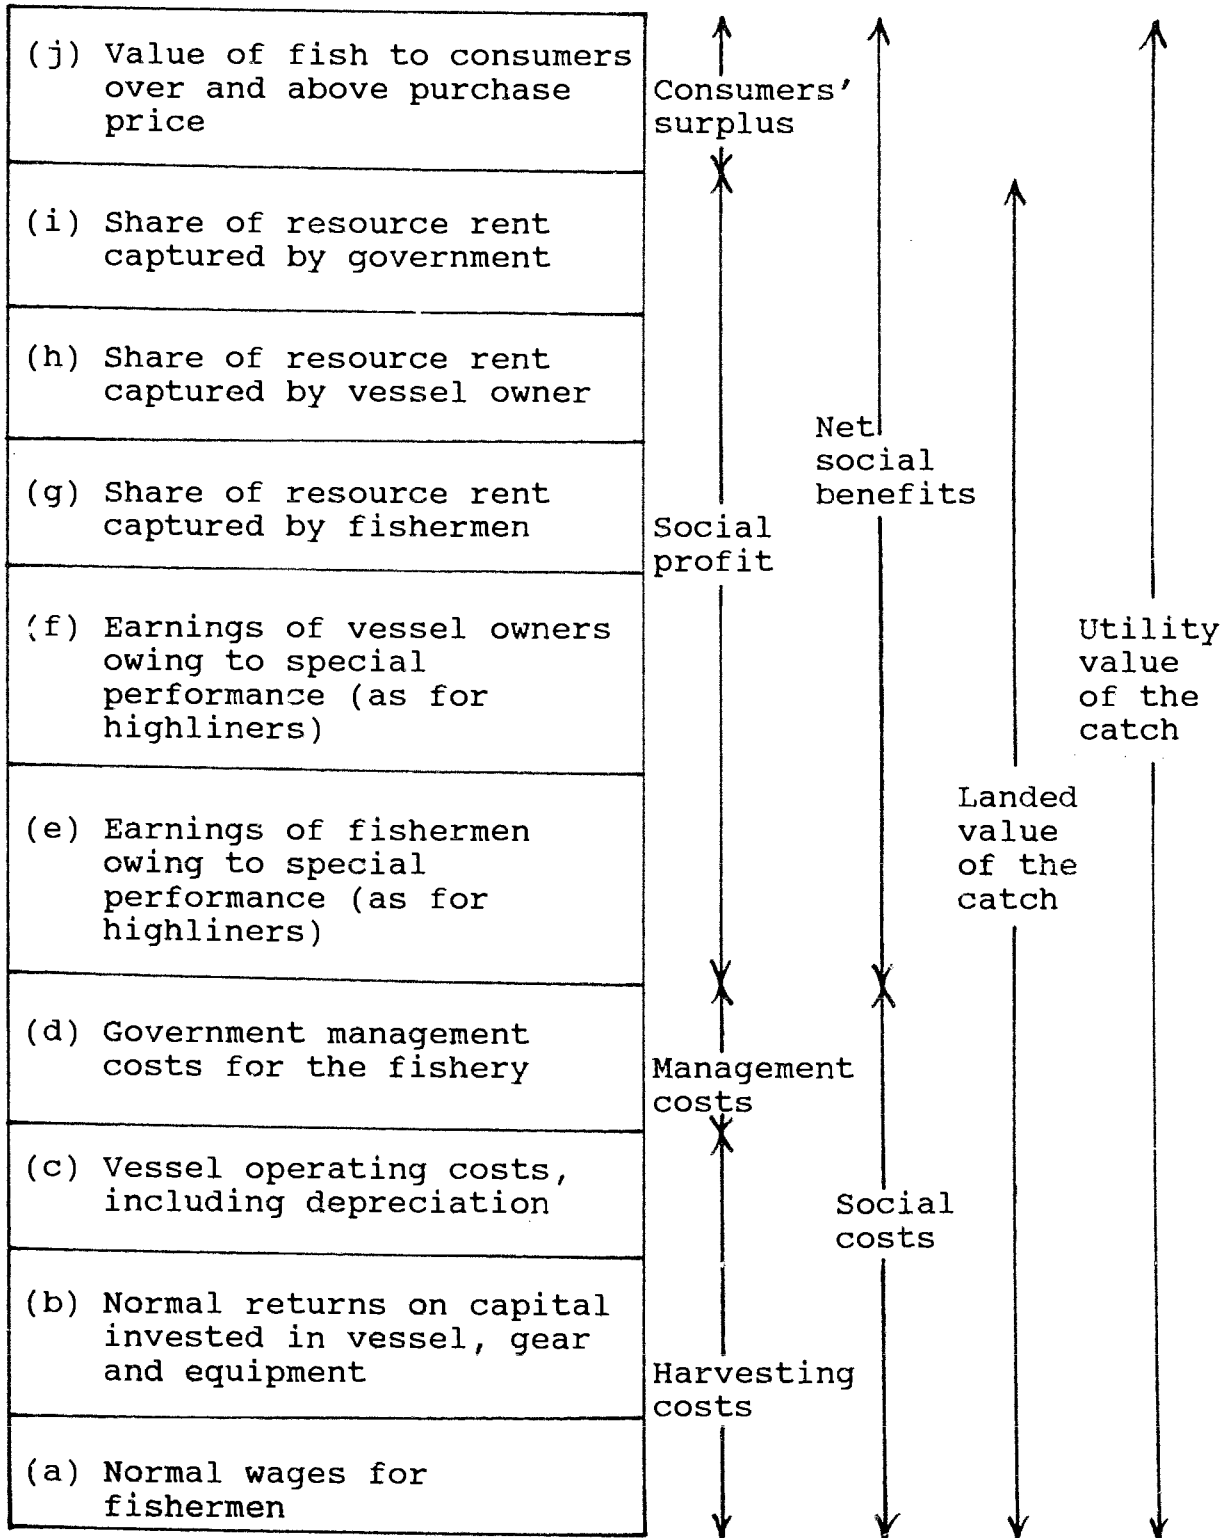 (j) Value of fish to consumers
over and above purchase
price
(i) Share of resource rent
captured by government
(h) Share of resource rent
captured by vessel owner
(g) Share of resource rent
captured by fishermen
(f) Earnings of vessel owners
owing to special
performance (as for
highliners)
(e) Earnings of fishermen
owing to special
performance (as for
highliners)
(d) Government management
costs for the fishery
(c) Vessel operating costs,
including depreciation
(b) Normal returns on capital
invested in vessel, gear
and equipment
(a) Normal wages for
fishermen
Consumers'
surplus
Social
profit
Management
costs
Harvesting
costs
Net
social
benefits
Social
costs
Landed
value
of the
catch
Utility
value
of the
catch